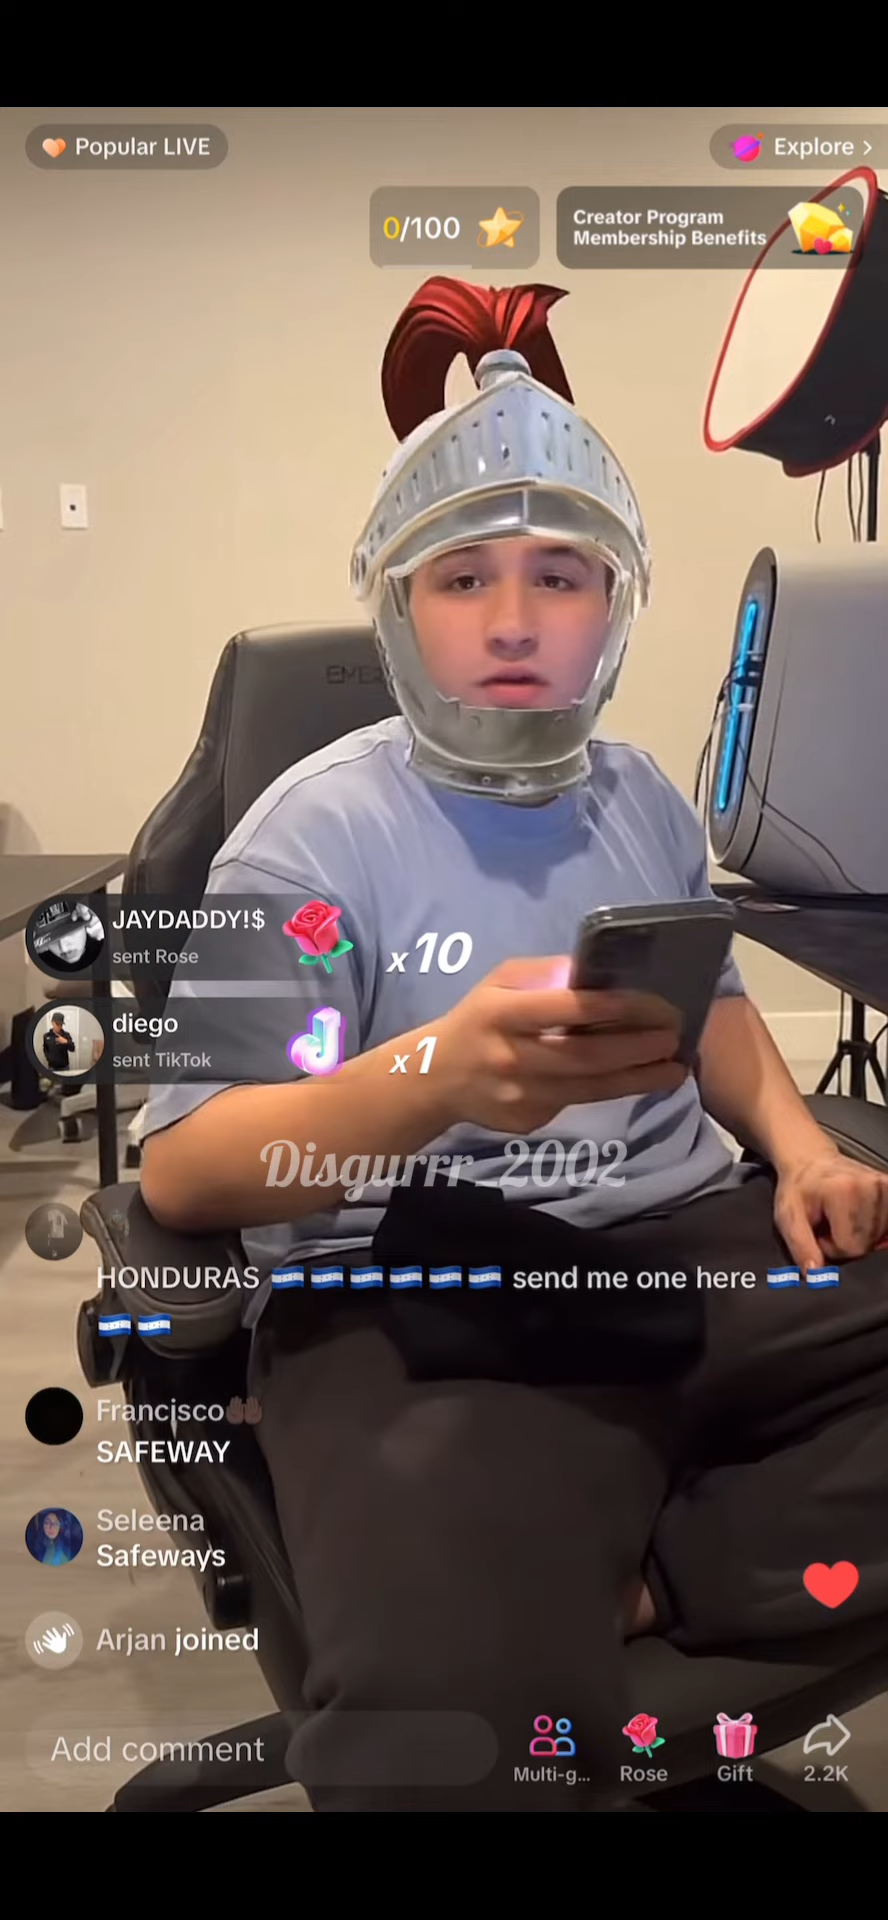 Popular LIVE
Explore >
0/100
Creator Program
Membership Benefits
JAYDADDY!$
sent Rose
x10
diego
sent TikTok
x1
Disgurrr_2002
HONDURAS 🇭🇳🇭🇳🇭🇳🇭🇳🇭🇳🇭🇳 send me one here 🇭🇳🇭🇳
🇭🇳🇭🇳
Francisco🙌🏿
SAFEWAY
Seleena
Safeways
Arjan joined
Add comment
Multi-g...
Rose
Gift
2.2K